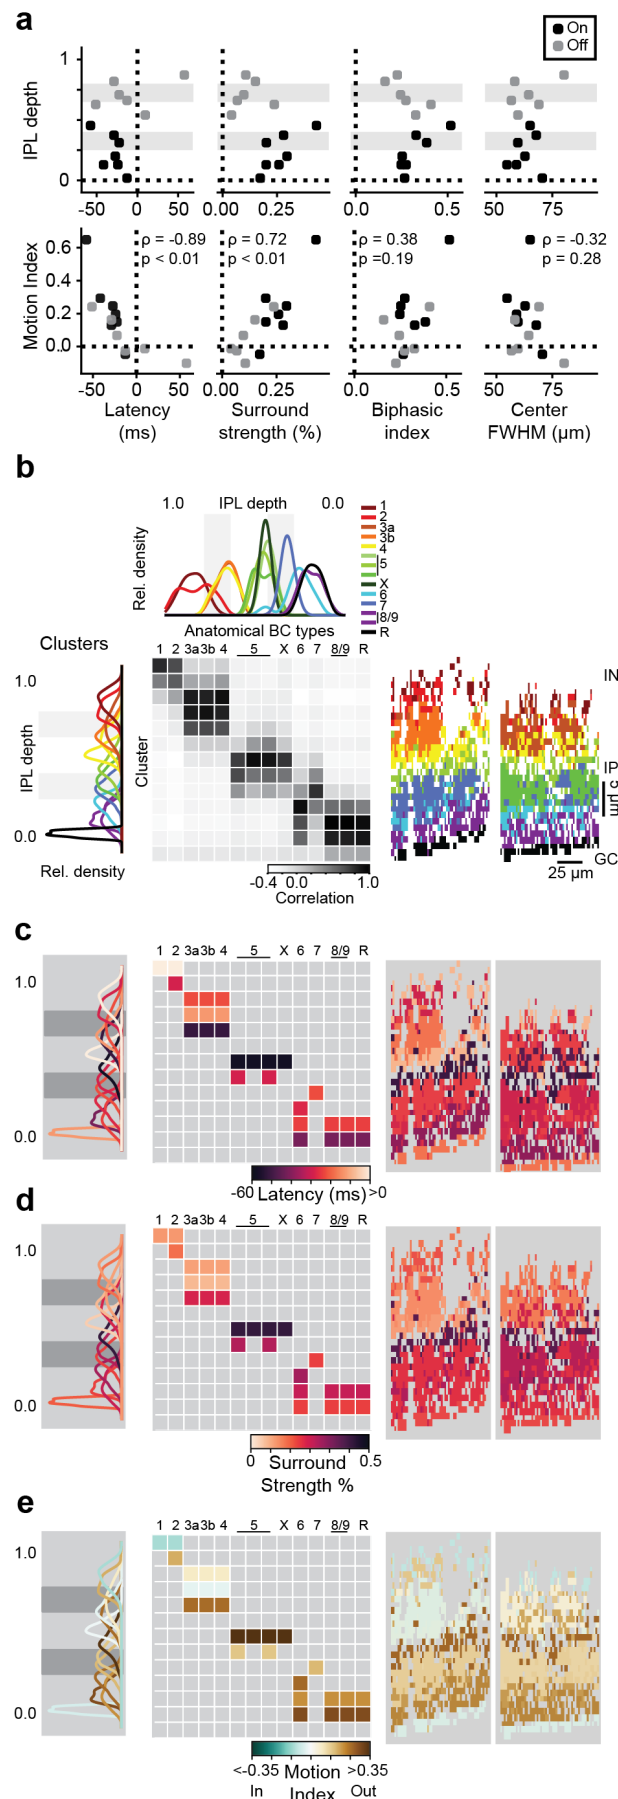 a
On
Off
1
IPL depth
0
-50 0 50
0.00 0.25
0.0 0.5
50 75
0.6
0.4
0.2
0.0
Motion Index
ρ = -0.89
p < 0.01
ρ = 0.72
p < 0.01
ρ = 0.38
p =0.19
ρ = -0.32
p = 0.28
-50 0 50
0.00 0.25
0.0 0.5
50 75
Latency
(ms)
Surround
strength (%)
Biphasic
index
Center
FWHM (µm)
b
1.0 IPL depth 0.0
Rel. density
1
2
3a
3b
4
5
X
6
7
8/9
R
Anatomical BC types
Clusters
1 2 3a3b 4 5 X 6 7 8/9 R
1.0
IPL depth
0.0
Rel. density
Cluster
-0.4 0.0 1.0
Correlation
IN
IP
5 µm
GC
25 µm
c
1 2 3a3b 4 5 X 6 7 8/9 R
1.0
0.0
-60 Latency (ms) >0
d
1 2 3a3b 4 5 X 6 7 8/9 R
1.0
0.0
0 Surround 0.5
Strength %
e
1 2 3a3b 4 5 X 6 7 8/9 R
1.0
0.0
<-0.35 Motion >0.35
In Index Out